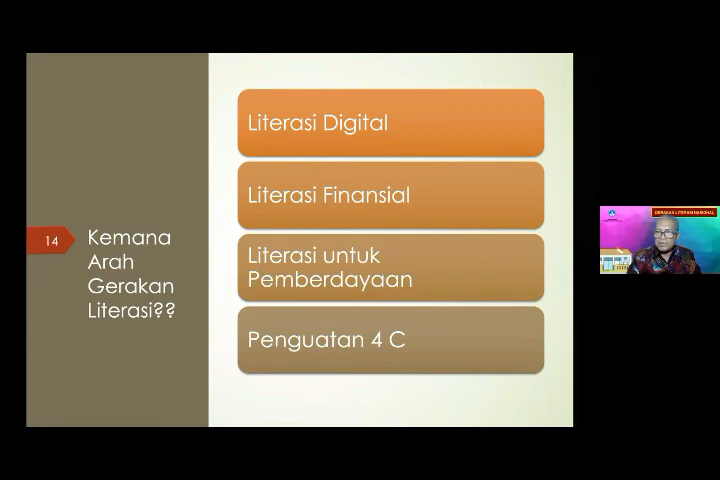 14
Kemana
Arah
Gerakan
Literasi??
Literasi Digital
Literasi Finansial
Literasi untuk
Pemberdayaan
Penguatan 4 C
GERAKAN LITERASI NASIONAL